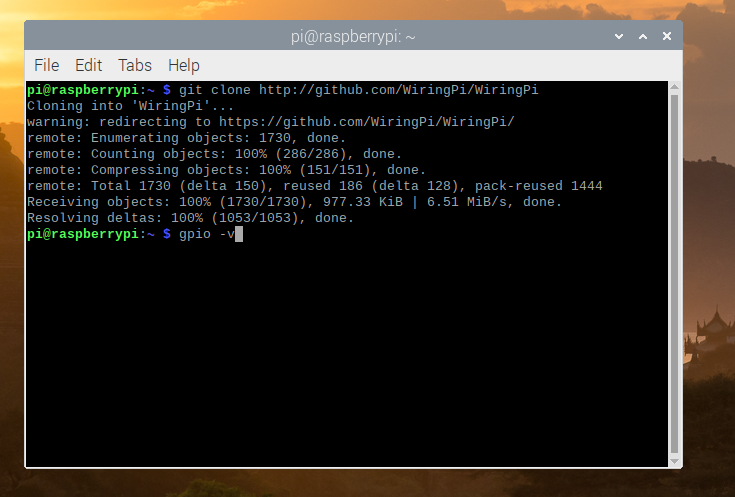 pi@raspberrypi: ~
File Edit Tabs Help
pi@raspberrypi:~ $ git clone http://github.com/WiringPi/WiringPi
Cloning into 'WiringPi'...
warning: redirecting to https://github.com/WiringPi/WiringPi/
remote: Enumerating objects: 1730, done.
remote: Counting objects: 100% (286/286), done.
remote: Compressing objects: 100% (151/151), done.
remote: Total 1730 (delta 150), reused 186 (delta 128), pack-reused 1444
Receiving objects: 100% (1730/1730), 977.33 KiB | 6.51 MiB/s, done.
Resolving deltas: 100% (1053/1053), done.
pi@raspberrypi:~ $ gpio -v